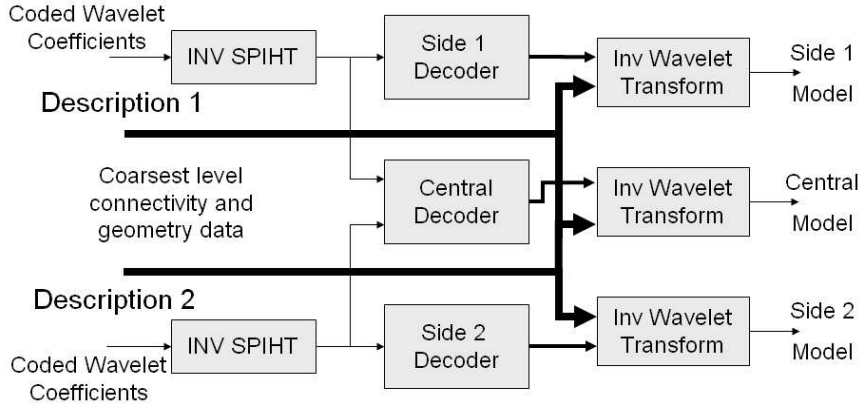 Coded Wavelet
Coefficients
INV SPIHT
Side 1
Decoder
Inv Wavelet
Transform
Side 1
Model
Description 1
Coarsest level
connectivity and
geometry data
Central
Decoder
Inv Wavelet
Transform
Central
Model
Description 2
INV SPIHT
Side 2
Decoder
Inv Wavelet
Transform
Side 2
Model
Coded Wavelet
Coefficients